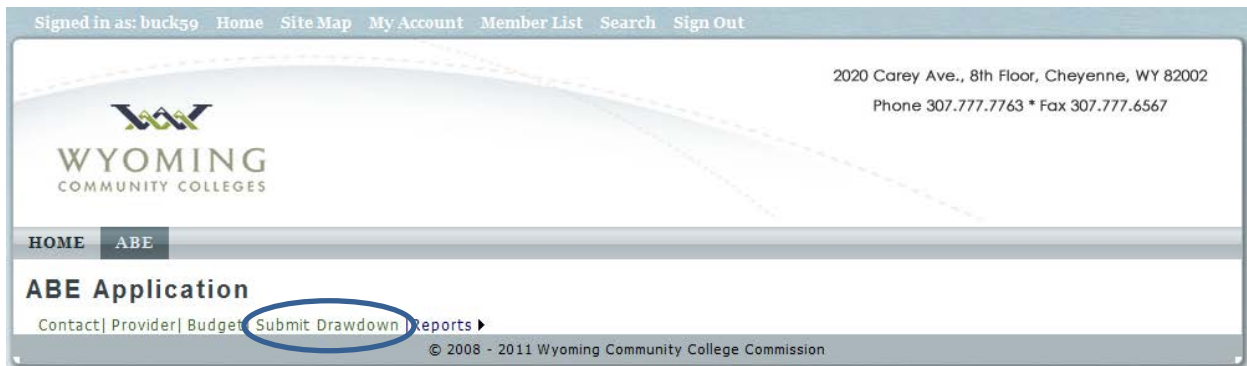 Signed in as: buck59 Home Site Map My Account Member List Search Sign Out
2020 Carey Ave., 8th Floor, Cheyenne, WY 82002
Phone 307.777.7763 * Fax 307.777.6567
WYOMING
COMMUNITY COLLEGES
HOME ABE
ABE Application
Contact| Provider| Budget| Submit Drawdown |Reports
© 2008 - 2011 Wyoming Community College Commission